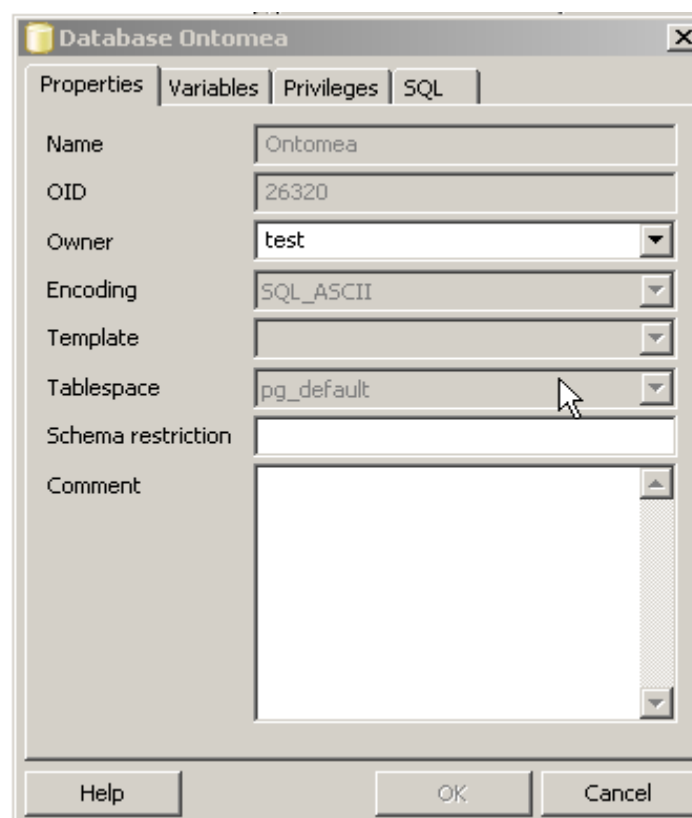 Database Ontomea
Properties Variables Privileges SQL
Name Ontomea
OID 26320
Owner test
Encoding SQL_ASCII
Template
Tablespace pg_default
Schema restriction
Comment
Help OK Cancel